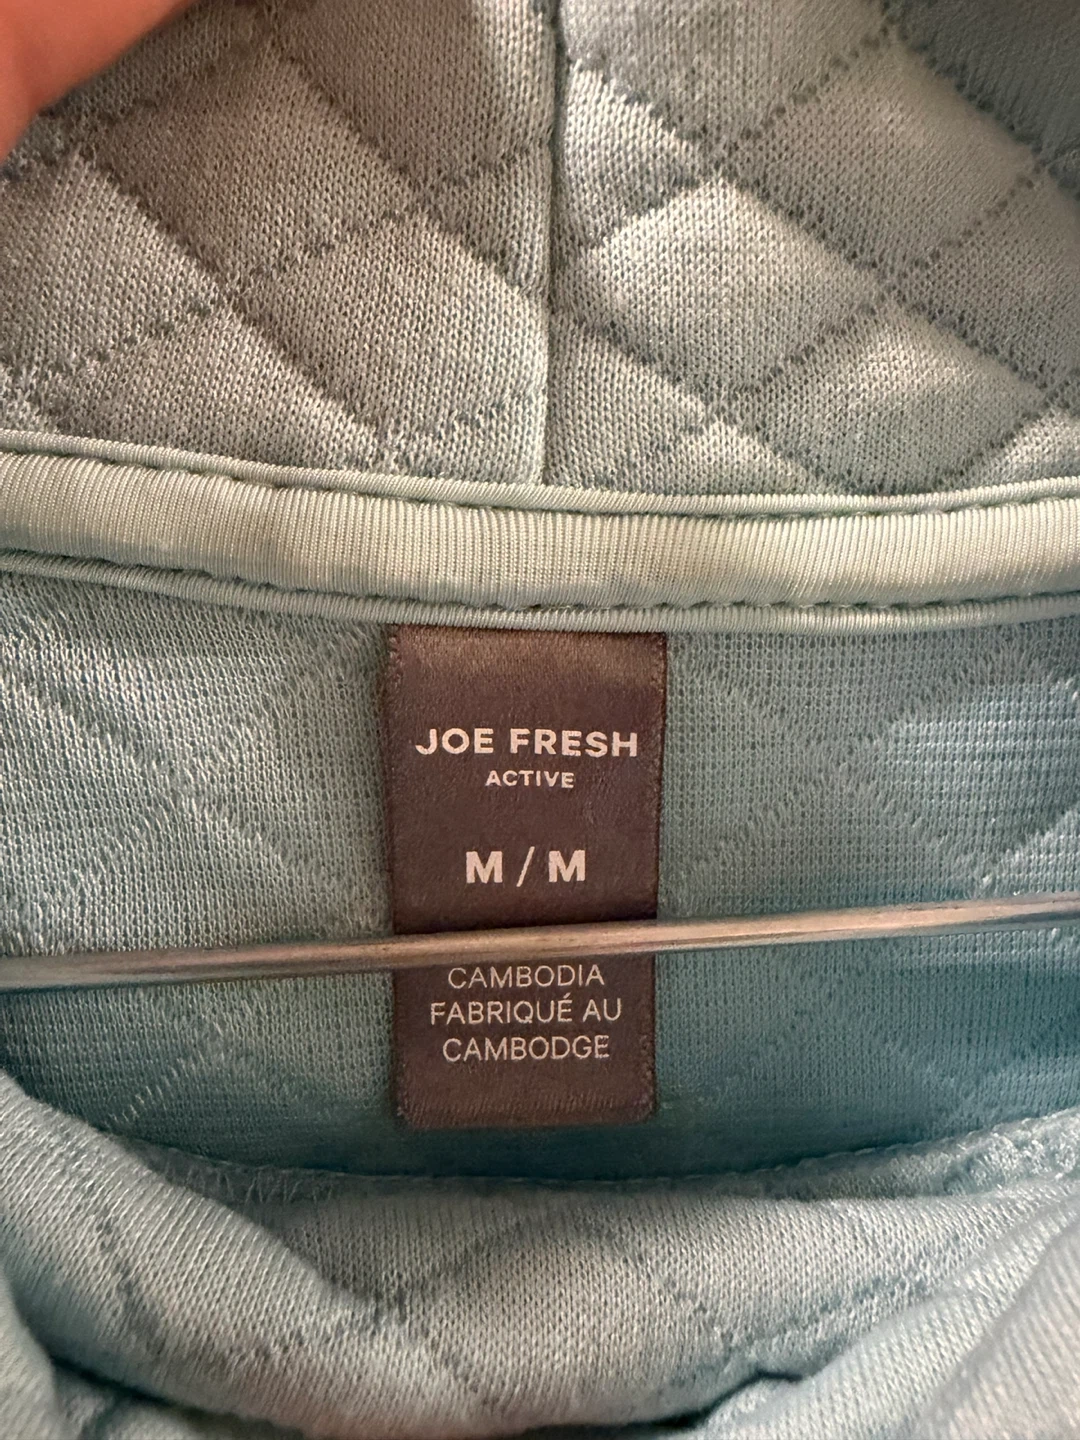 JOE FRESH
ACTIVE
M / M
CAMBODIA
FABRIQUÉ AU
CAMBODGE